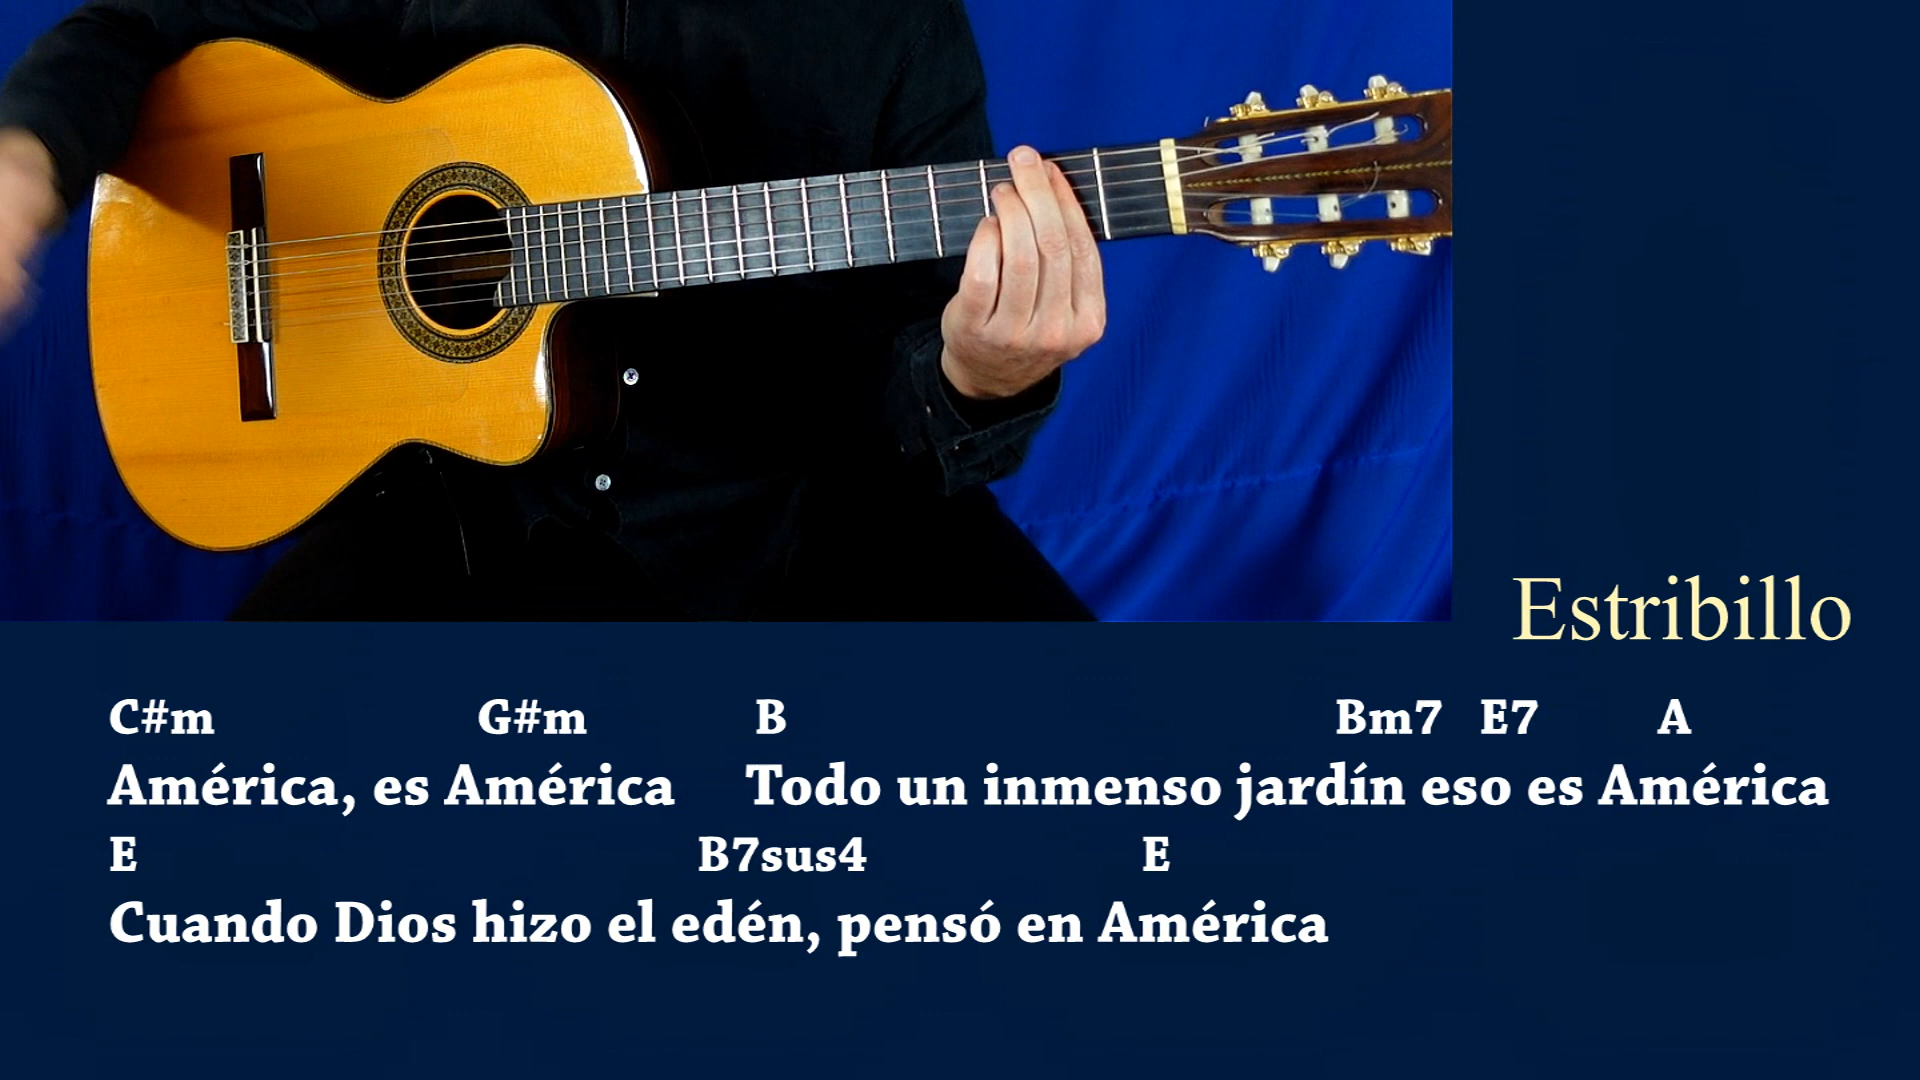 Estribillo
C#m G#m B Bm7 E7 A
América, es América Todo un inmenso jardín eso es América
E B7sus4 E
Cuando Dios hizo el edén, pensó en América